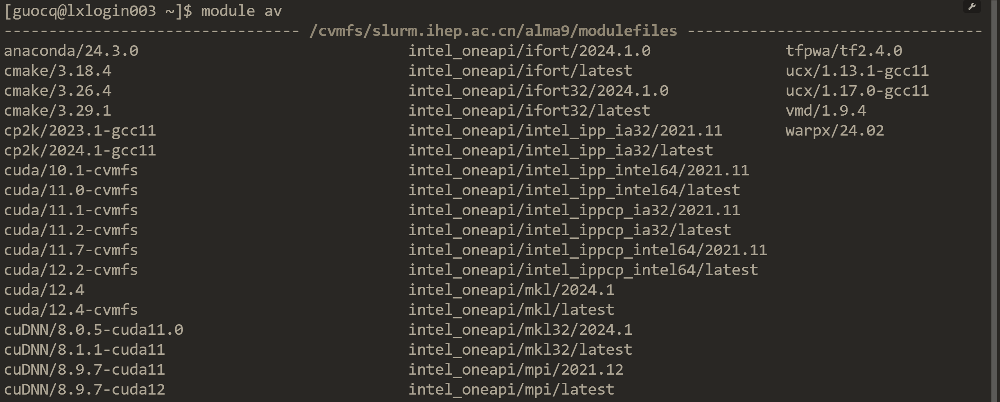 [guocq@lxlogin003 ~]$ module av
--------------------------------- /cvmfs/slurm.ihep.ac.cn/alma9/modulefiles ---------------------------------
anaconda/24.3.0 intel_oneapi/ifort/2024.1.0 tfpwa/tf2.4.0
cmake/3.18.4 intel_oneapi/ifort/latest ucx/1.13.1-gcc11
cmake/3.26.4 intel_oneapi/ifort32/2024.1.0 ucx/1.17.0-gcc11
cmake/3.29.1 intel_oneapi/ifort32/latest vmd/1.9.4
cp2k/2023.1-gcc11 intel_oneapi/intel_ipp_ia32/2021.11 warpx/24.02
cp2k/2024.1-gcc11 intel_oneapi/intel_ipp_ia32/latest
cuda/10.1-cvmfs intel_oneapi/intel_ipp_intel64/2021.11
cuda/11.0-cvmfs intel_oneapi/intel_ipp_intel64/latest
cuda/11.1-cvmfs intel_oneapi/intel_ippcp_ia32/2021.11
cuda/11.2-cvmfs intel_oneapi/intel_ippcp_ia32/latest
cuda/11.7-cvmfs intel_oneapi/intel_ippcp_intel64/2021.11
cuda/12.2-cvmfs intel_oneapi/intel_ippcp_intel64/latest
cuda/12.4 intel_oneapi/mkl/2024.1
cuda/12.4-cvmfs intel_oneapi/mkl/latest
cuDNN/8.0.5-cuda11.0 intel_oneapi/mkl32/2024.1
cuDNN/8.1.1-cuda11 intel_oneapi/mkl32/latest
cuDNN/8.9.7-cuda11 intel_oneapi/mpi/2021.12
cuDNN/8.9.7-cuda12 intel_oneapi/mpi/latest